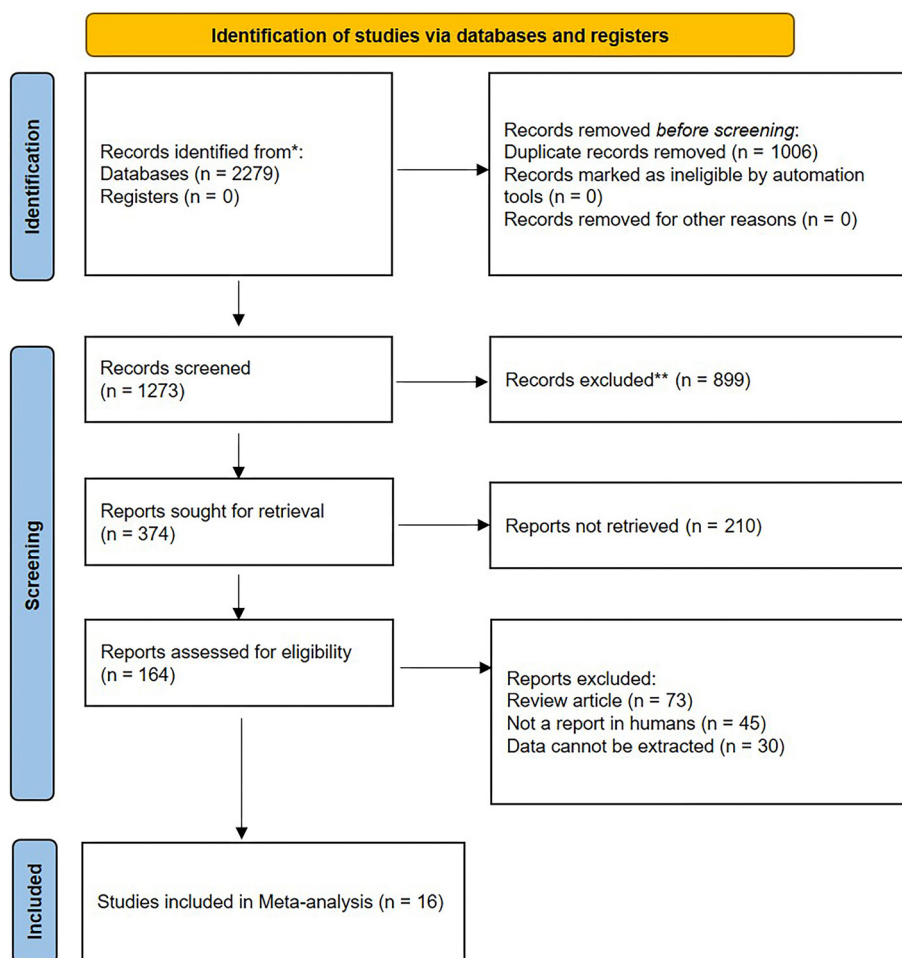 Identification of studies via databases and registers
Identification
Records identified from*:
Databases (n = 2279)
Registers (n = 0)
Records removed before screening:
Duplicate records removed (n = 1006)
Records marked as ineligible by automation
tools (n = 0)
Records removed for other reasons (n = 0)
Screening
Records screened
(n = 1273)
Records excluded** (n = 899)
Reports sought for retrieval
(n = 374)
Reports not retrieved (n = 210)
Reports assessed for eligibility
(n = 164)
Reports excluded:
Review article (n = 73)
Not a report in humans (n = 45)
Data cannot be extracted (n = 30)
Included
Studies included in Meta-analysis (n = 16)